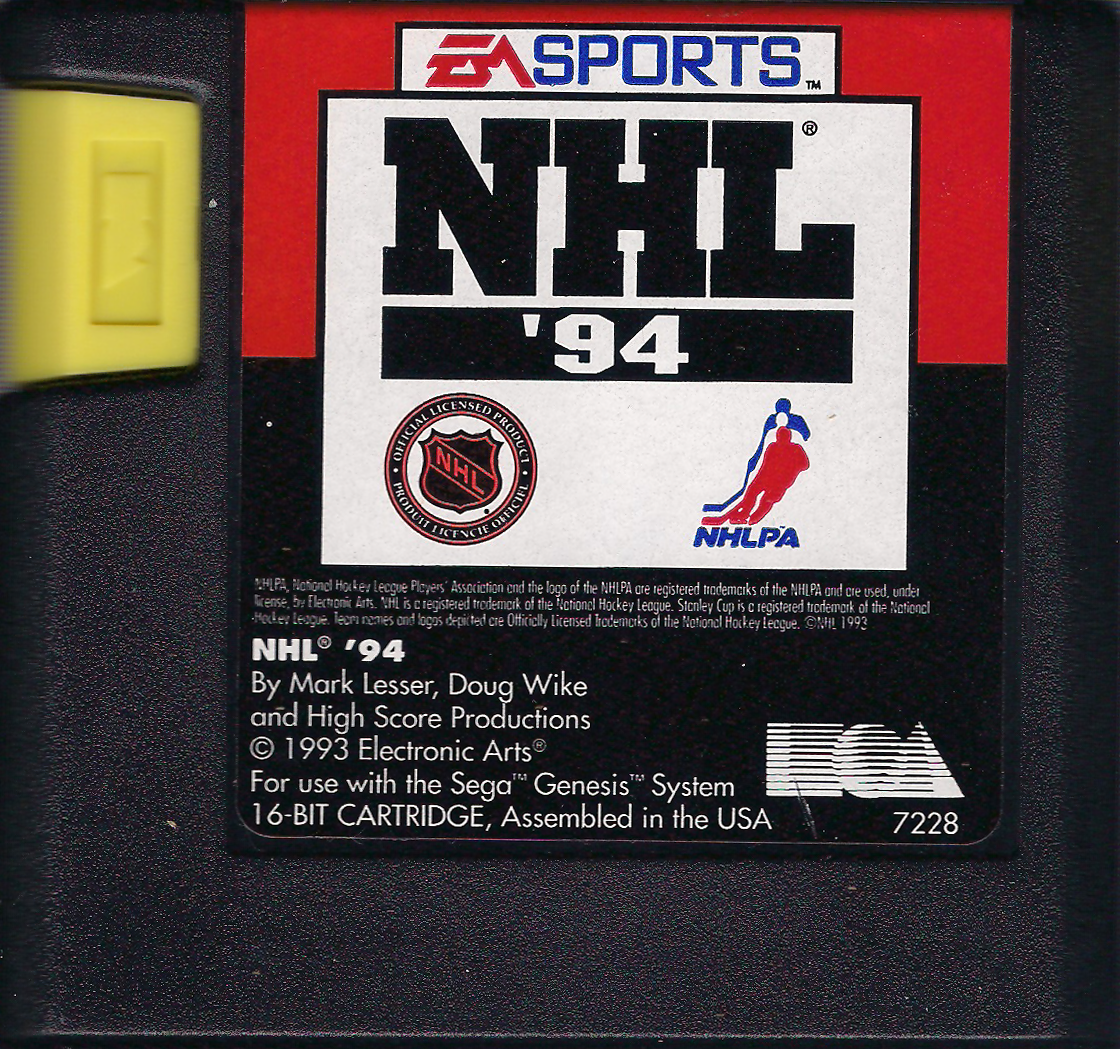 EA SPORTS™
NHL®
'94
OFFICIAL LICENSED PRODUCT
NHL
PRODUIT LICENCIE OFFICIEL
NHLPA™
NHLPA, National Hockey League Players' Association and the logo of the NHLPA are registered trademarks of the NHLPA and are used, under
license, by Electronic Arts. NHL is a registered trademark of the National Hockey League. Stanley Cup is a registered trademark of the National
Hockey League. Team names and logos depicted are Officially Licensed Trademarks of the National Hockey League. ©NHL 1993
NHL® '94
By Mark Lesser, Doug Wike
and High Score Productions
© 1993 Electronic Arts®
For use with the Sega™ Genesis™ System
16-BIT CARTRIDGE, Assembled in the USA
EA
7228